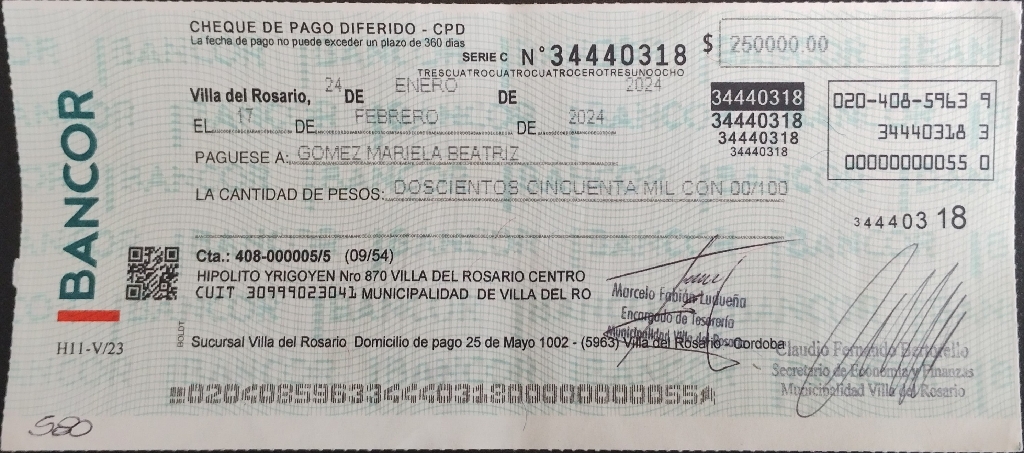 CHEQUE DE PAGO DIFERIDO - CPD
La fecha de pago no puede exceder un plazo de 360 días
SERIE C N° 34440318 $ 250000.00
TRESCUATROCUATROCUATROCEROTRESUNOOCHO
Villa del Rosario, 24 DE ENERO DE 2024
EL 17 DE FEBRERO DE 2024
PAGUESE A: GOMEZ MARIELA BEATRIZ
LA CANTIDAD DE PESOS: DOSCIENTOS CINCUENTA MIL CON 00/100
34440318
34440318
34440318
34440318
020-408-5963 9
34440318 3
00000000055 0
34440318
BANCOR
H11-V/23
BOLDT
Cta.: 408-000005/5 (09/54)
HIPOLITO YRIGOYEN Nro 870 VILLA DEL ROSARIO CENTRO
CUIT 30999023041 MUNICIPALIDAD DE VILLA DEL RO
Sucursal Villa del Rosario Domicilio de pago 25 de Mayo 1002 - (5963) Villa del Rosario - Cordoba
Marcelo Fabián Ludueña
Encargado de Tesorería
Municipalidad Villa del Rosario
Claudio Fernando Bertorello
Secretario de Economía y Finanzas
Municipalidad Villa del Rosario
020408596334440318000000000055
580